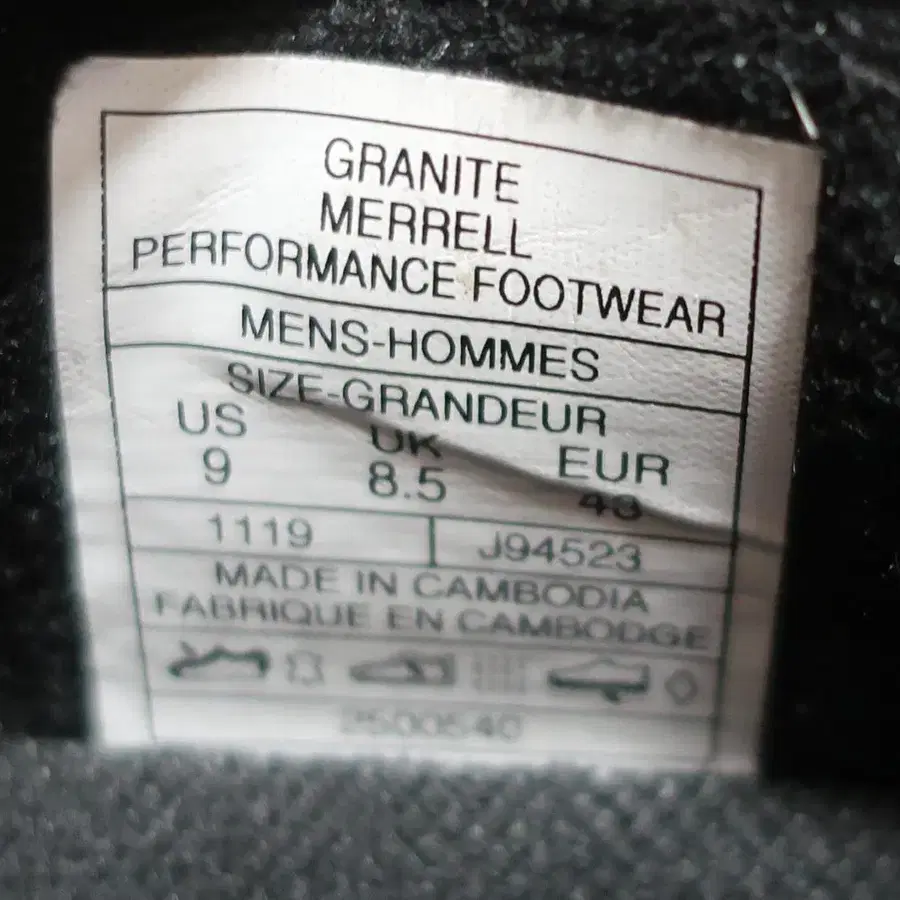 GRANITE
MERRELL
PERFORMANCE FOOTWEAR
MENS-HOMMES
SIZE-GRANDEUR
US UK EUR
9 8.5 43
1119 J94523
MADE IN CAMBODIA
FABRIQUE EN CAMBODGE